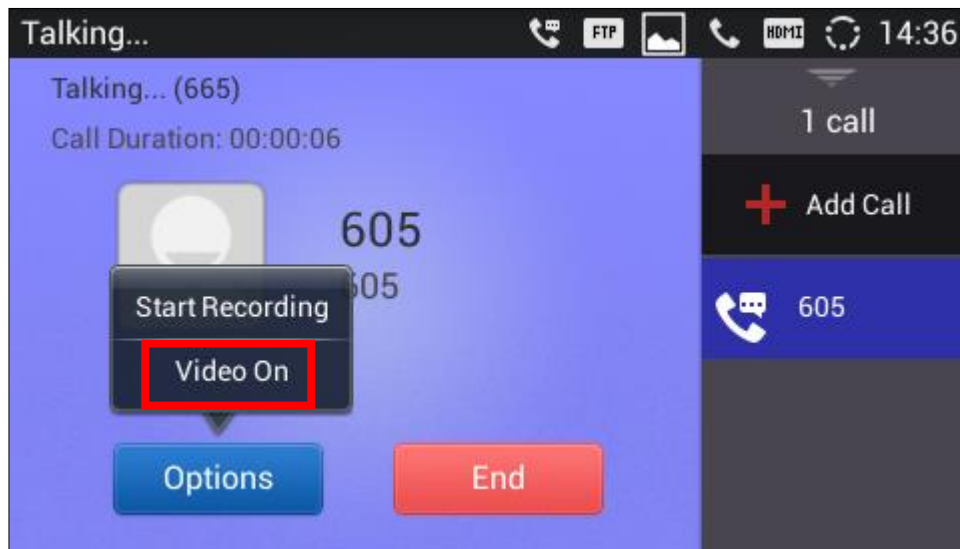 Talking...
FTP
HDMI
14:36
Talking... (665)
Call Duration: 00:00:06
605
605
Start Recording
Video On
Options
End
1 call
Add Call
605